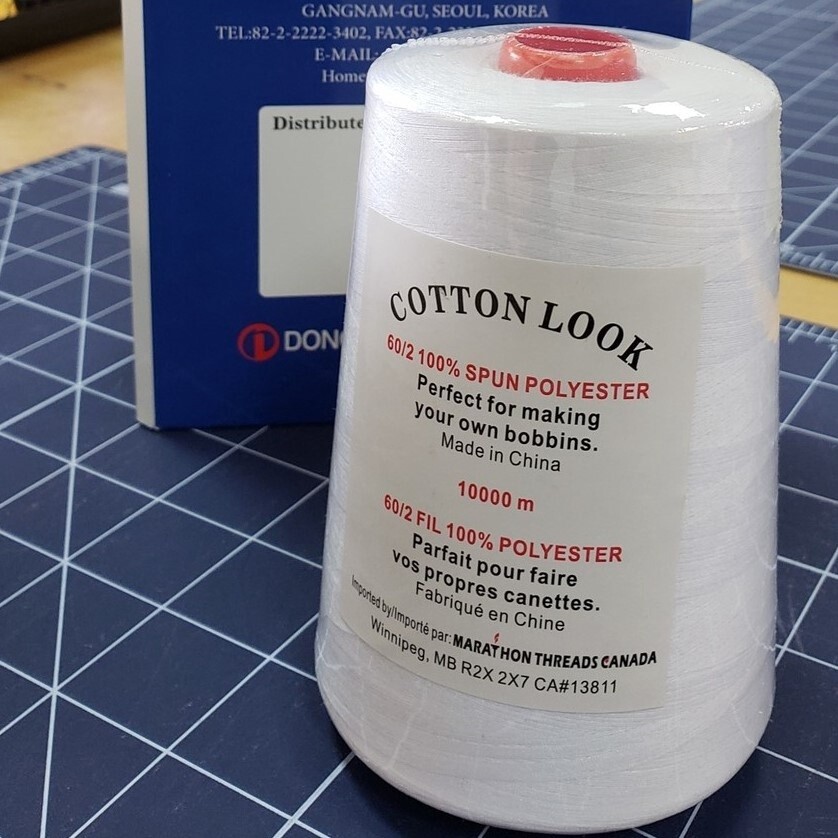 GANGNAM-GU, SEOUL, KOREA
TEL:82-2-2222-3402, FAX:82-2-2
E-MAIL:
Home
Distribute
DONG
COTTON LOOK
60/2 100% SPUN POLYESTER
Perfect for making
your own bobbins.
Made in China
10000 m
60/2 FIL 100% POLYESTER
Parfait pour faire
vos propres canettes.
Fabriqué en Chine
Imported by/Importé par: MARATHON THREADS CANADA
Winnipeg, MB R2X 2X7 CA#13811